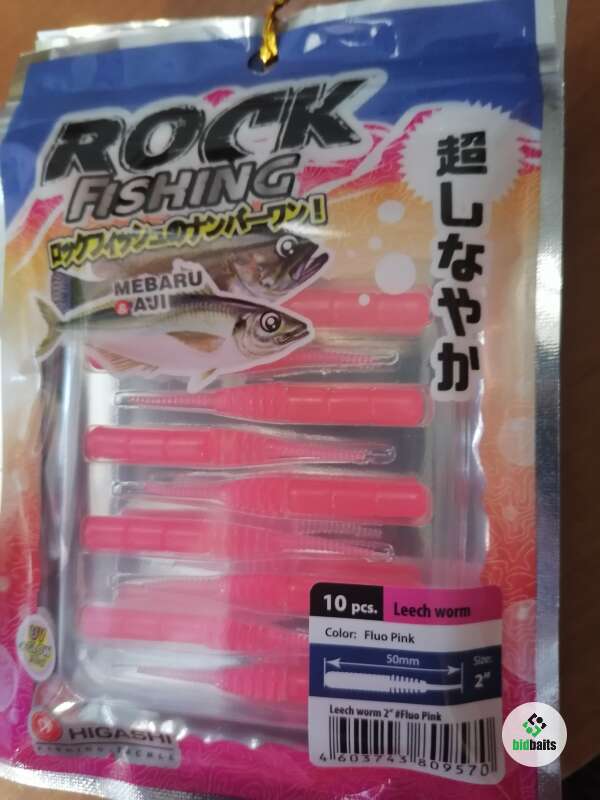 ROCK
FISHING
ロックフィッシュのナンバーワン!
MEBARU
& AJI
超しなやか
10 pcs. Leech worm
Color: Fluo Pink
50mm
Size:
2"
Leech worm 2" #Fluo Pink
4603743809570
HIGASHI
FISHING TACKLE
bidbaits